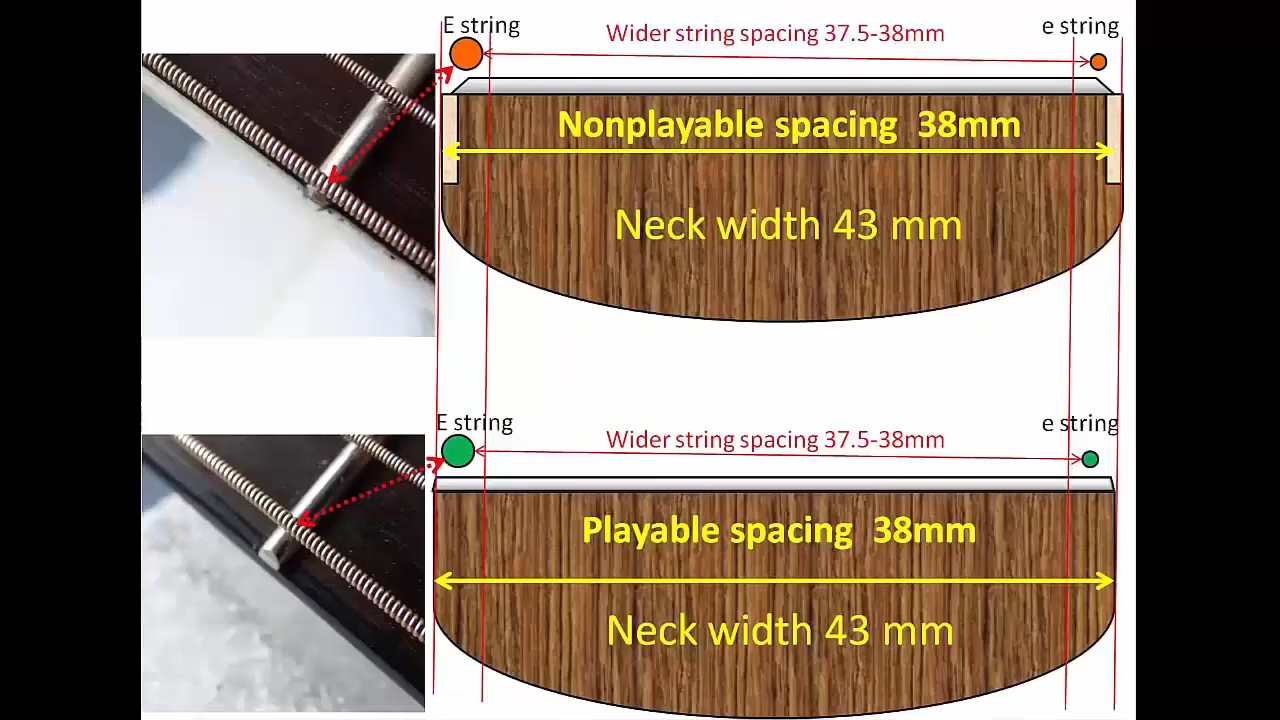 E string
Wider string spacing 37.5-38mm
e string
Nonplayable spacing 38mm
Neck width 43 mm
E string
Wider string spacing 37.5-38mm
e string
Playable spacing 38mm
Neck width 43 mm